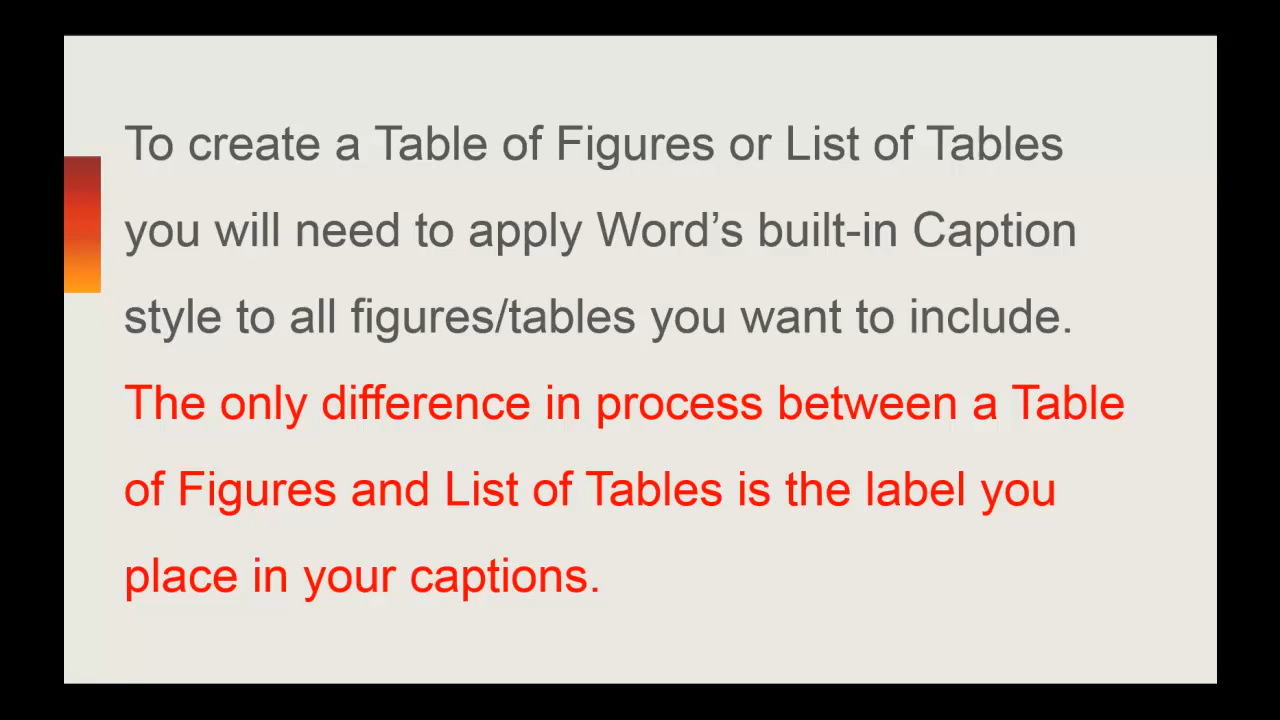 To create a Table of Figures or List of Tables
you will need to apply Word’s built-in Caption
style to all figures/tables you want to include.
The only difference in process between a Table
of Figures and List of Tables is the label you
place in your captions.